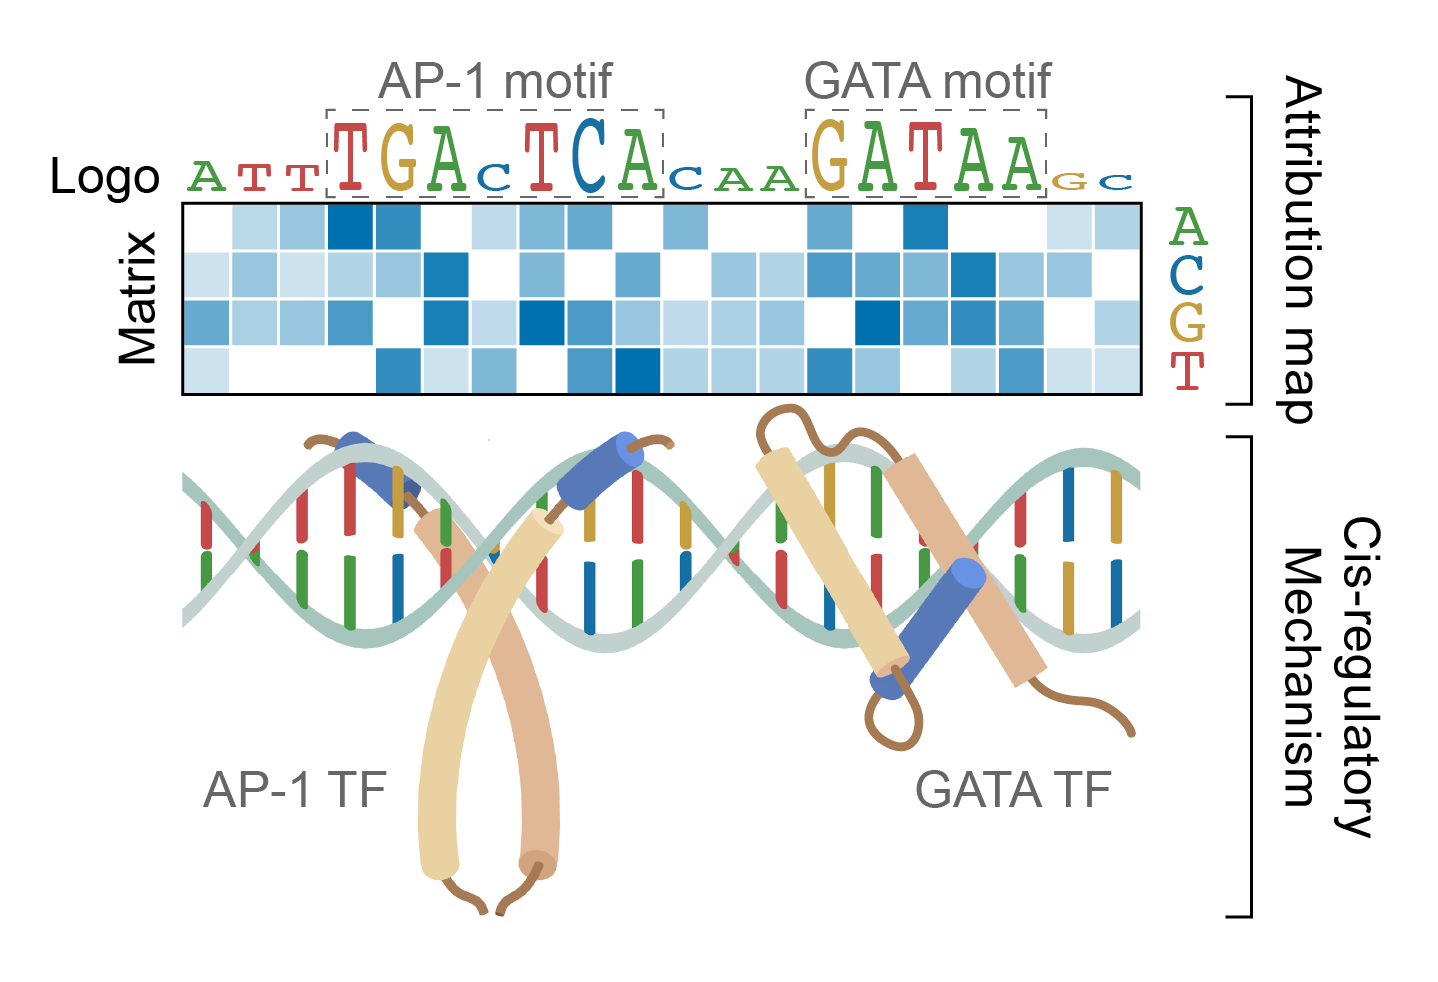 AP-1 motif
GATA motif
Logo
ATTTGACTCACAAGATAAGC
Matrix
A
C
G
T
Attribution map
AP-1 TF
GATA TF
Cis-regulatory
Mechanism